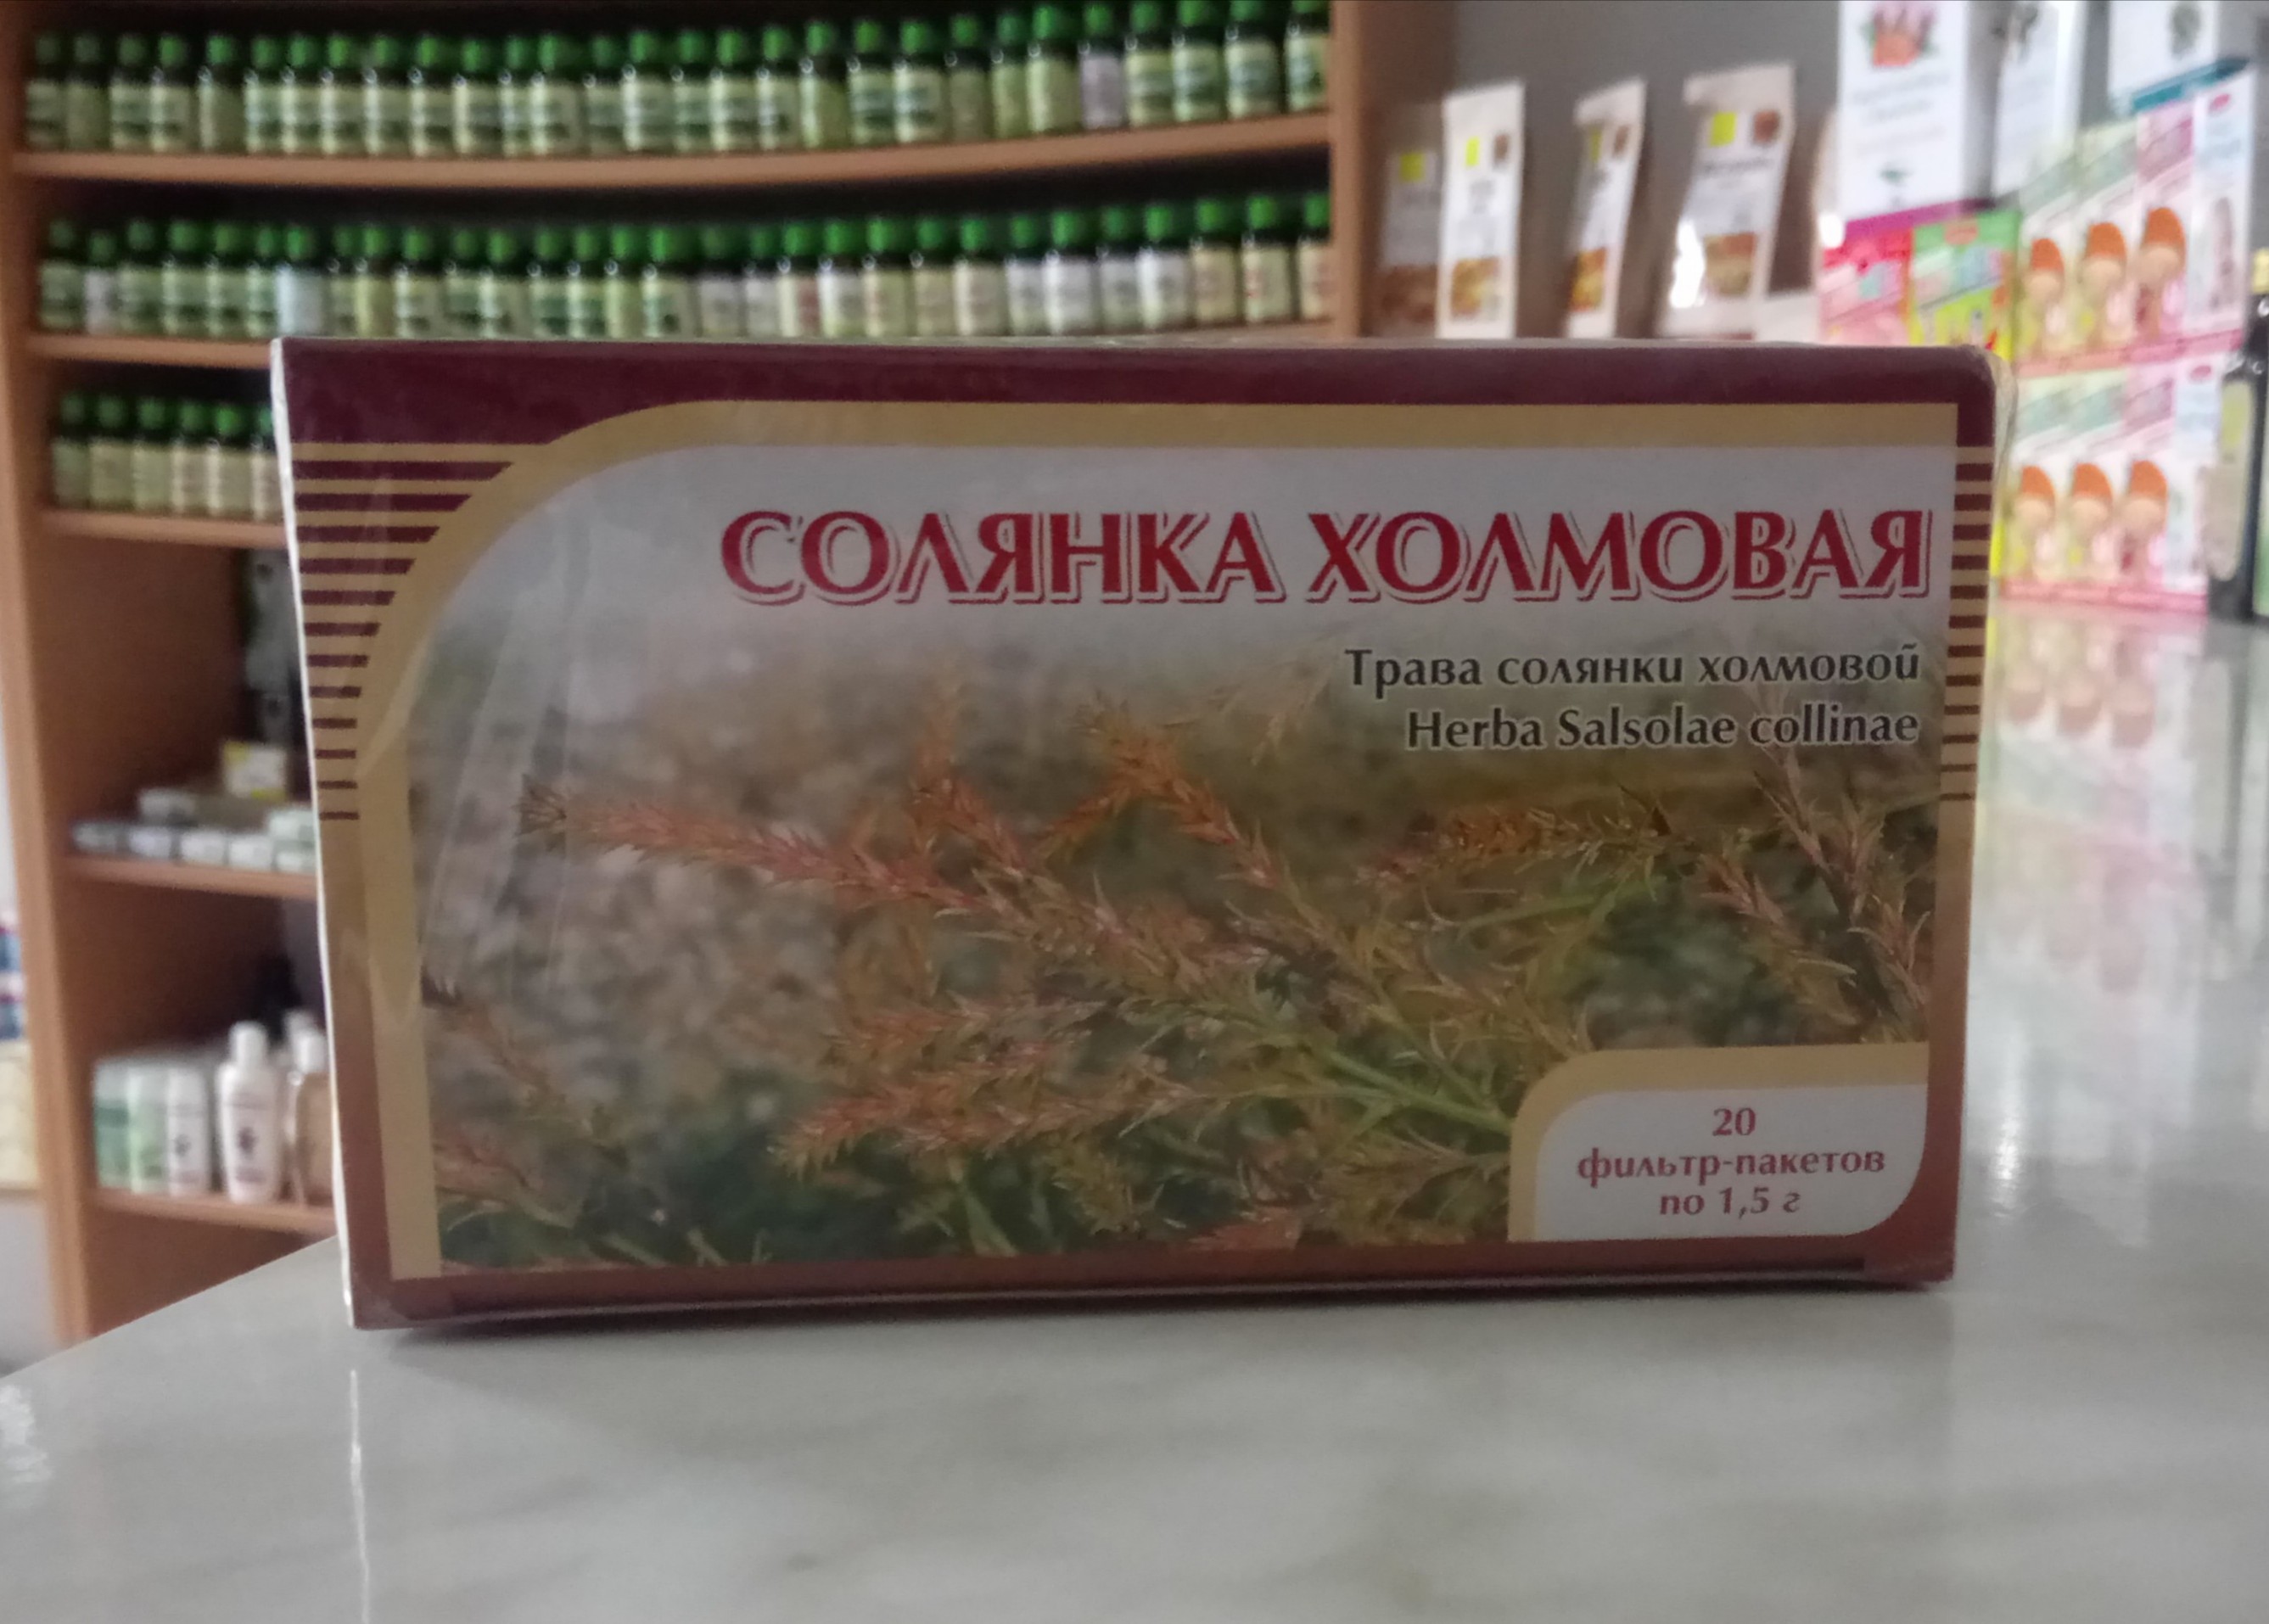 СОЛЯНКА ХОЛМОВАЯ
Трава солянки холмовой
Herba Salsolae collinae
20
фильтр-пакетов
по 1,5 г